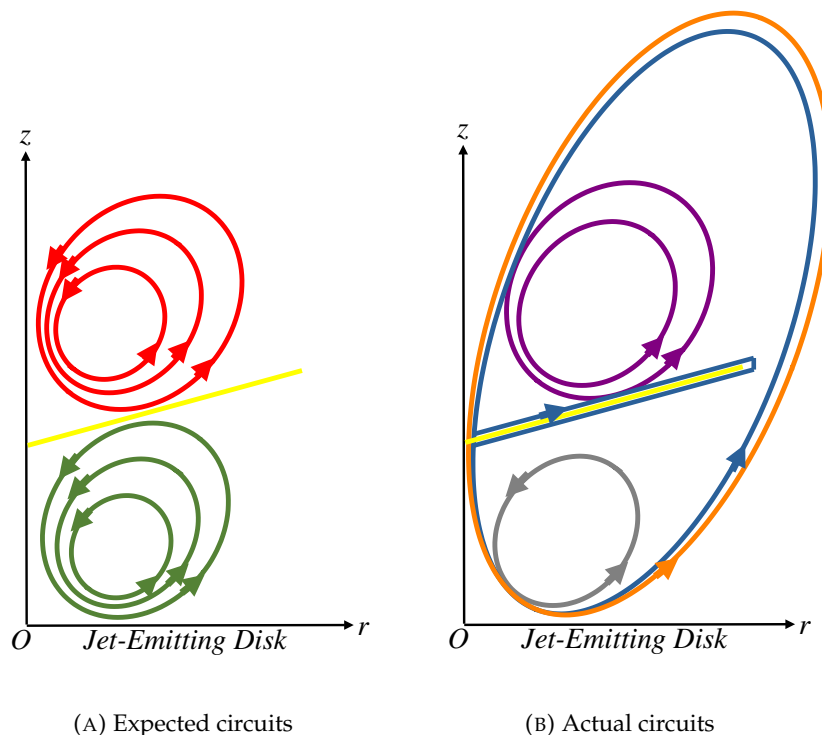 z
O
Jet-Emitting Disk
r
(A) Expected circuits
z
O
Jet-Emitting Disk
r
(B) Actual circuits